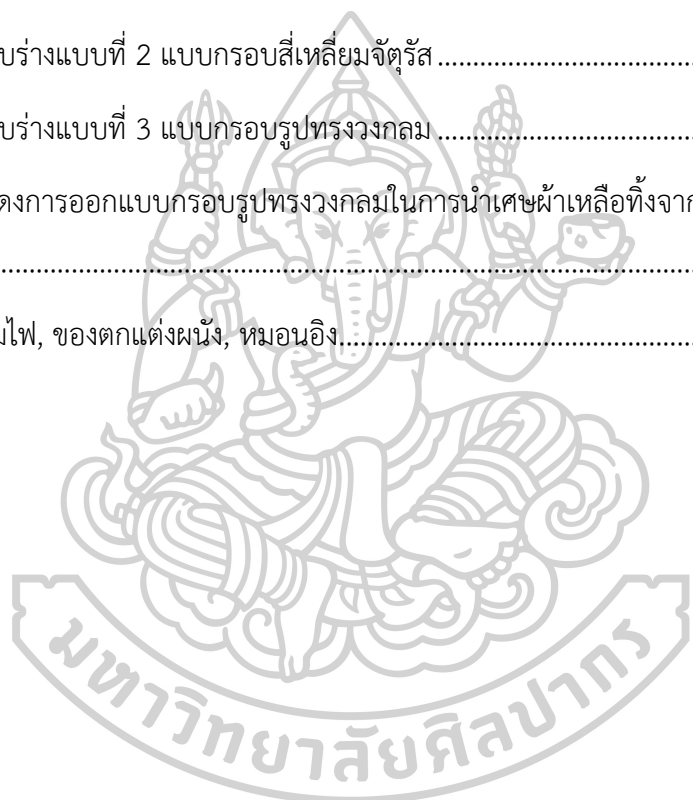 บร่างแบบที่ 2 แบบกรอบสี่เหลี่ยมจัตุรัส.......................................
บร่างแบบที่ 3 แบบกรอบรูปทรงวงกลม.......................................
ดงการออกแบบกรอบรูปทรงวงกลมในการนำเศษผ้าเหลือทิ้งจาก
.......................................................................................................
มไฟ, ของตกแต่งผนัง, หมอนอิง.....................................................
มหาวิทยาลัยศิลปากร